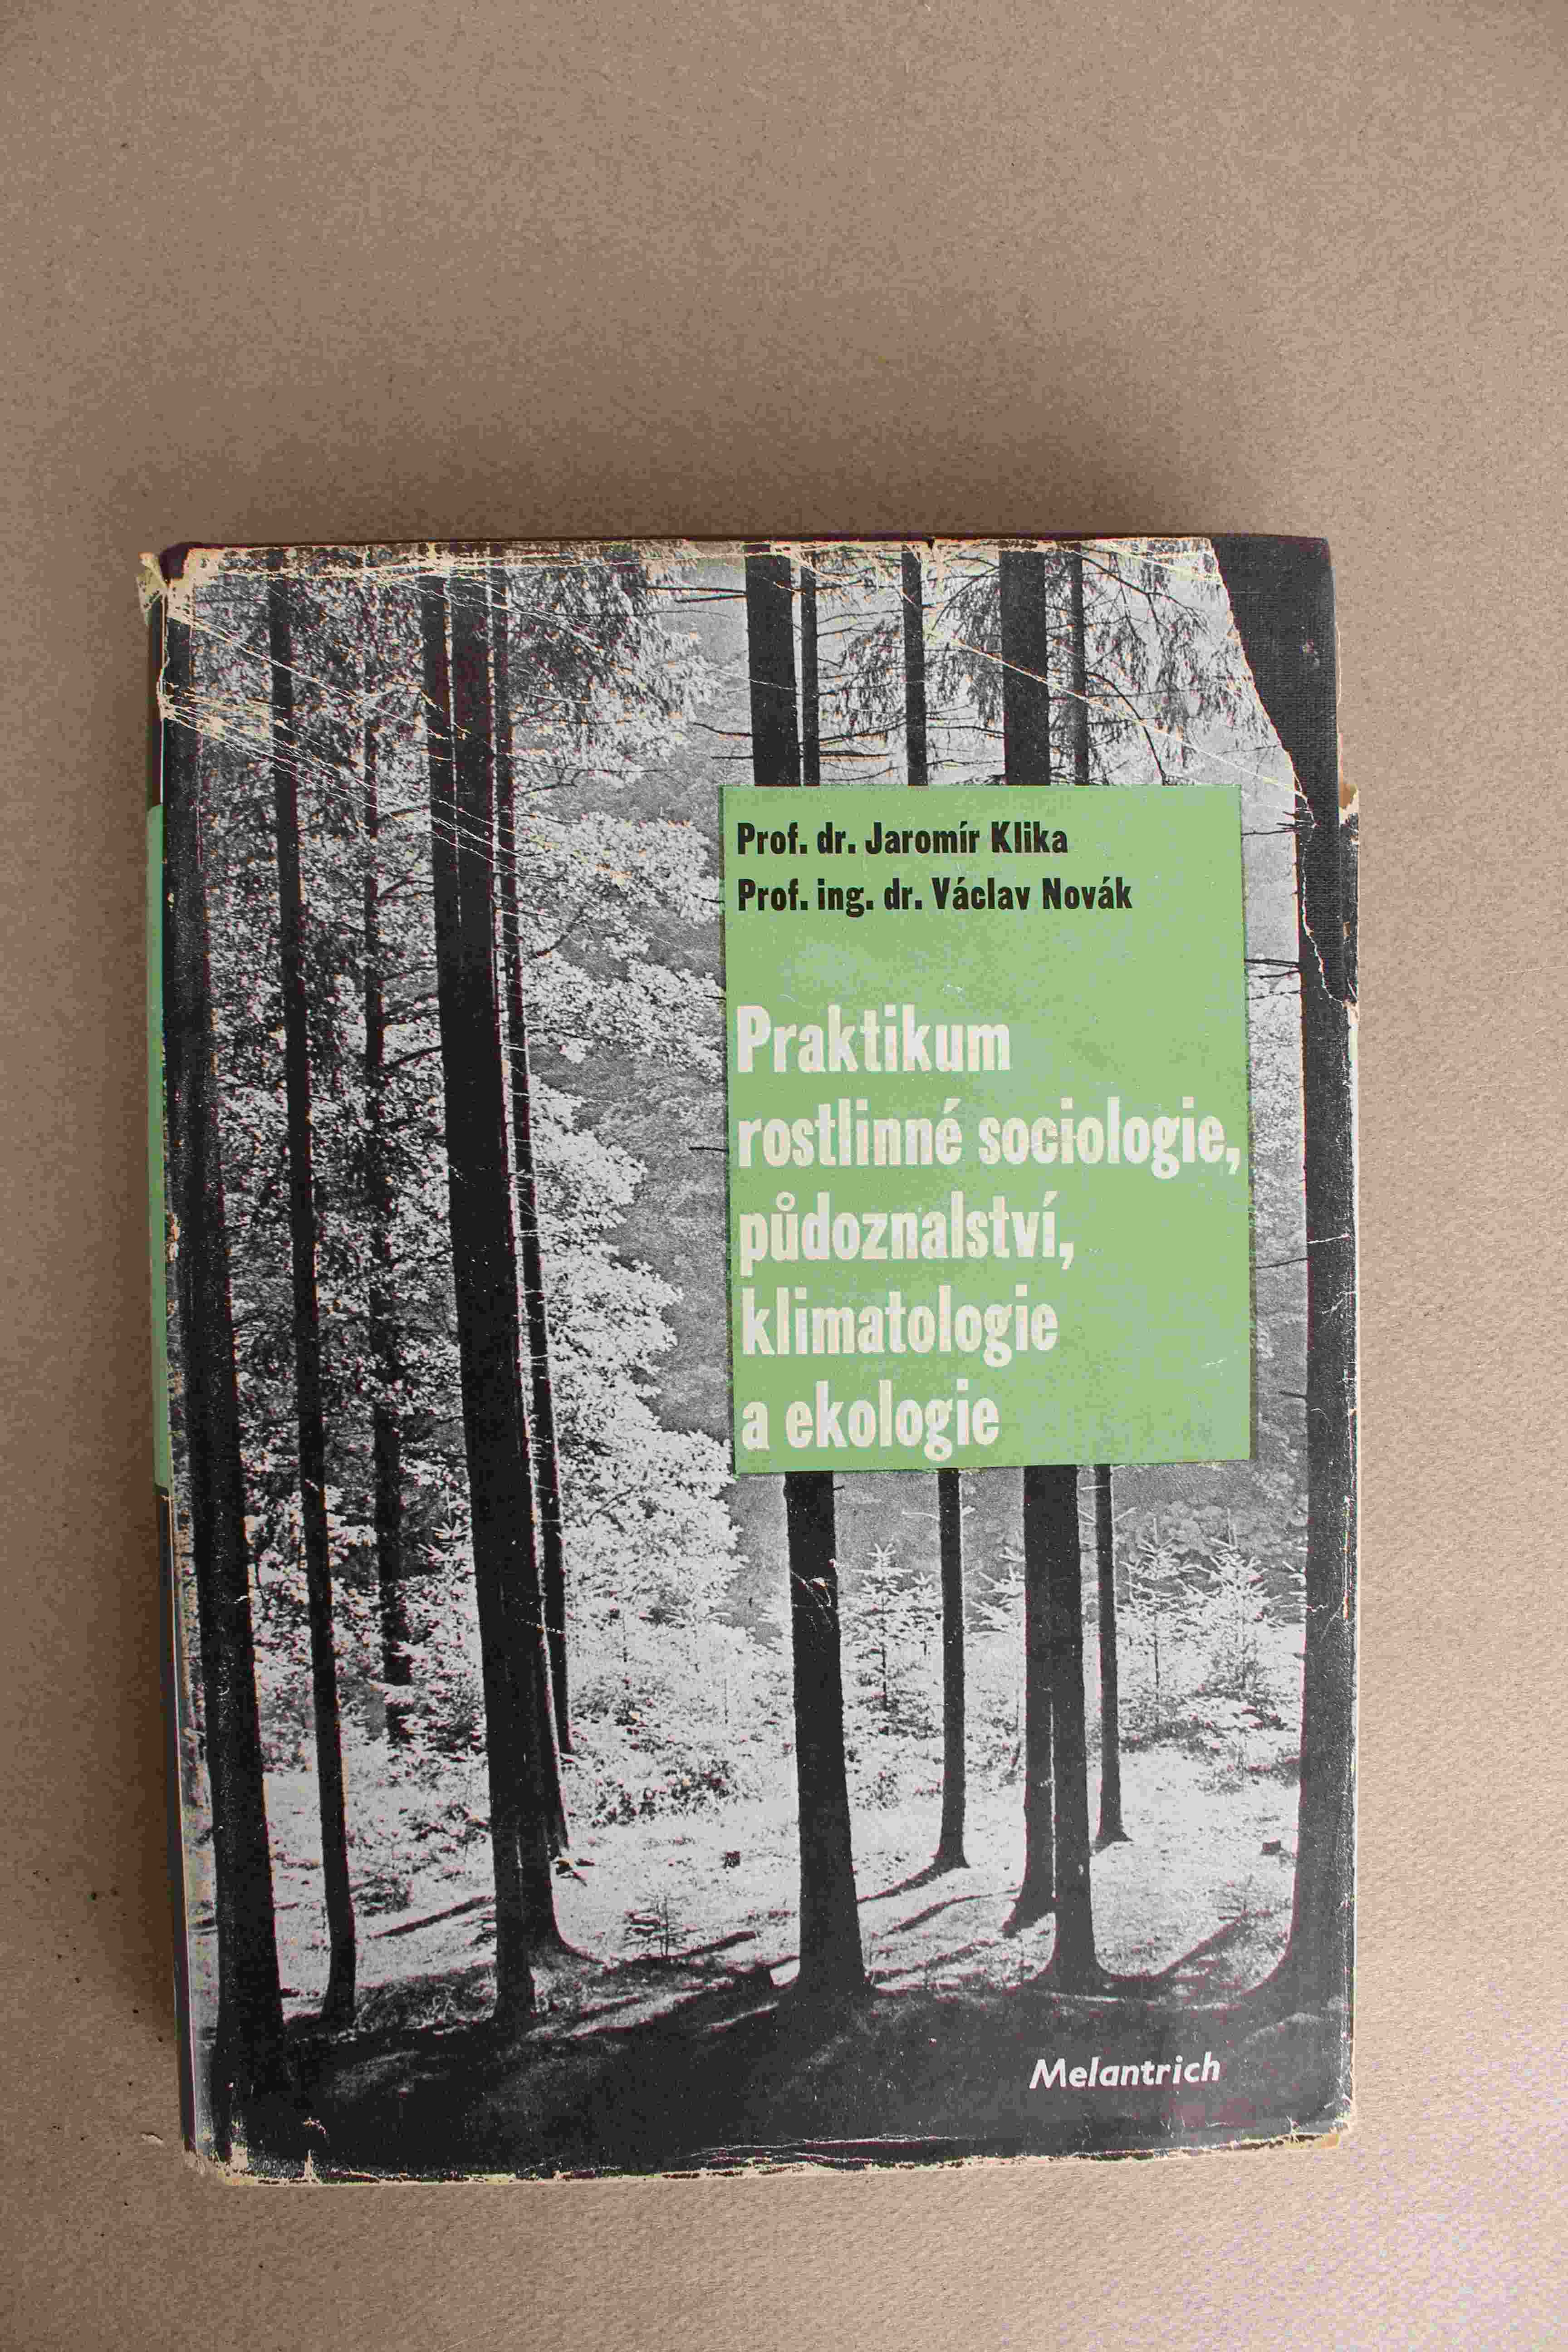 Prof. dr. Jaromír Klika
Prof. ing. dr. Václav Novák
Praktikum
rostlinné sociologie,
půdoznalství,
klimatologie
a ekologie
Melantrich